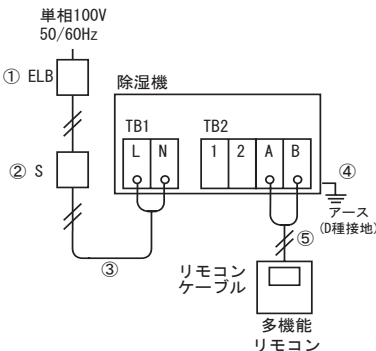 単相100V
50/60Hz
① ELB
除湿機
TB1
TB2
L N
1 2 A B
② S
④
アース
(D種接地)
③
⑤
リモコン
ケーブル
多機能
リモコン